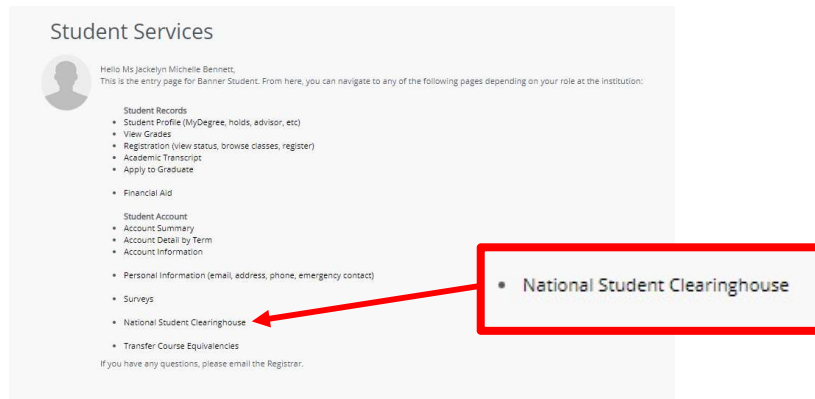 Student Services
Hello Ms Jackelyn Michelle Bennett,
This is the entry page for Banner Student. From here, you can navigate to any of the following pages depending on your role at the institution:
Student Records
• Student Profile (MyDegree, holds, advisor, etc)
• View Grades
• Registration (view status, browse classes, register)
• Academic Transcript
• Apply to Graduate
• Financial Aid
Student Account
• Account Summary
• Account Detail by Term
• Account Information
• Personal Information (email, address, phone, emergency contact)
• Surveys
• National Student Clearinghouse
• National Student Clearinghouse
• Transfer Course Equivalencies
If you have any questions, please email the Registrar.